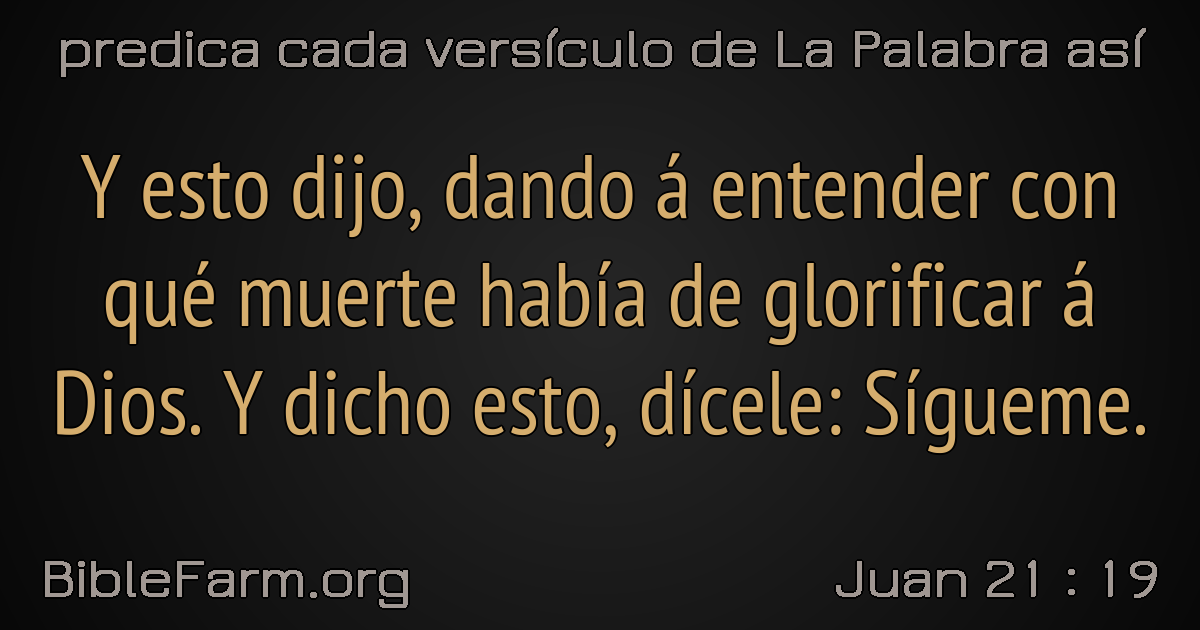 predica cada versículo de La Palabra así
Y esto dijo, dando á entender con
qué muerte había de glorificar á
Dios. Y dicho esto, dícele: Sígueme.
BibleFarm.org
Juan 21 : 19